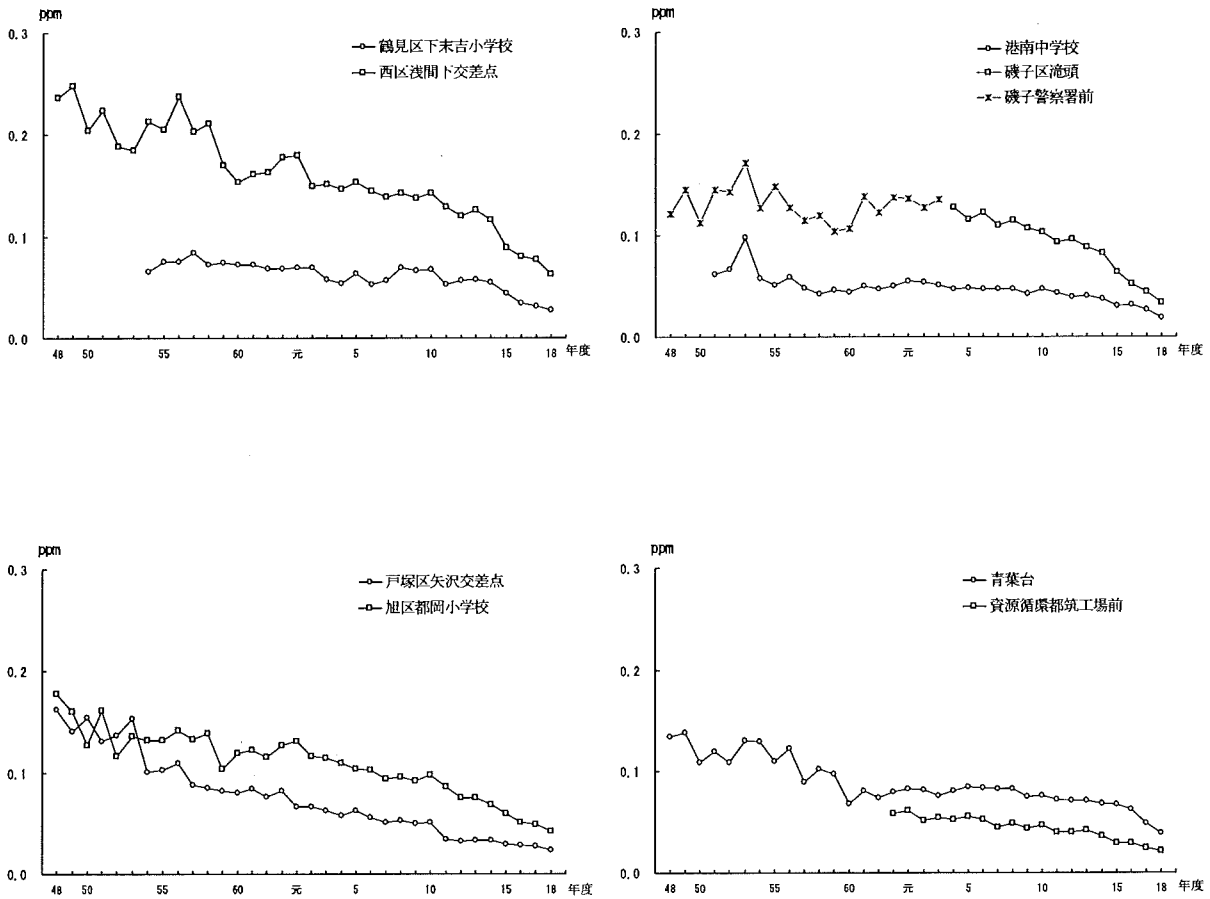 ppm
0.3
0.2
0.1
0.0
鶴見区下末吉小学校
西区浅間下交差点
48 50 55 60 元 5 10 15 18 年度
ppm
0.3
0.2
0.1
0.0
港南中学校
磯子区滝頭
磯子警察署前
48 50 55 60 元 5 10 15 18 年度
ppm
0.3
0.2
0.1
0.0
戸塚区矢沢交差点
旭区都岡小学校
48 50 55 60 元 5 10 15 18 年度
ppm
0.3
0.2
0.1
0.0
青葉台
資源循環都筑工場前
48 50 55 60 元 5 10 15 18 年度